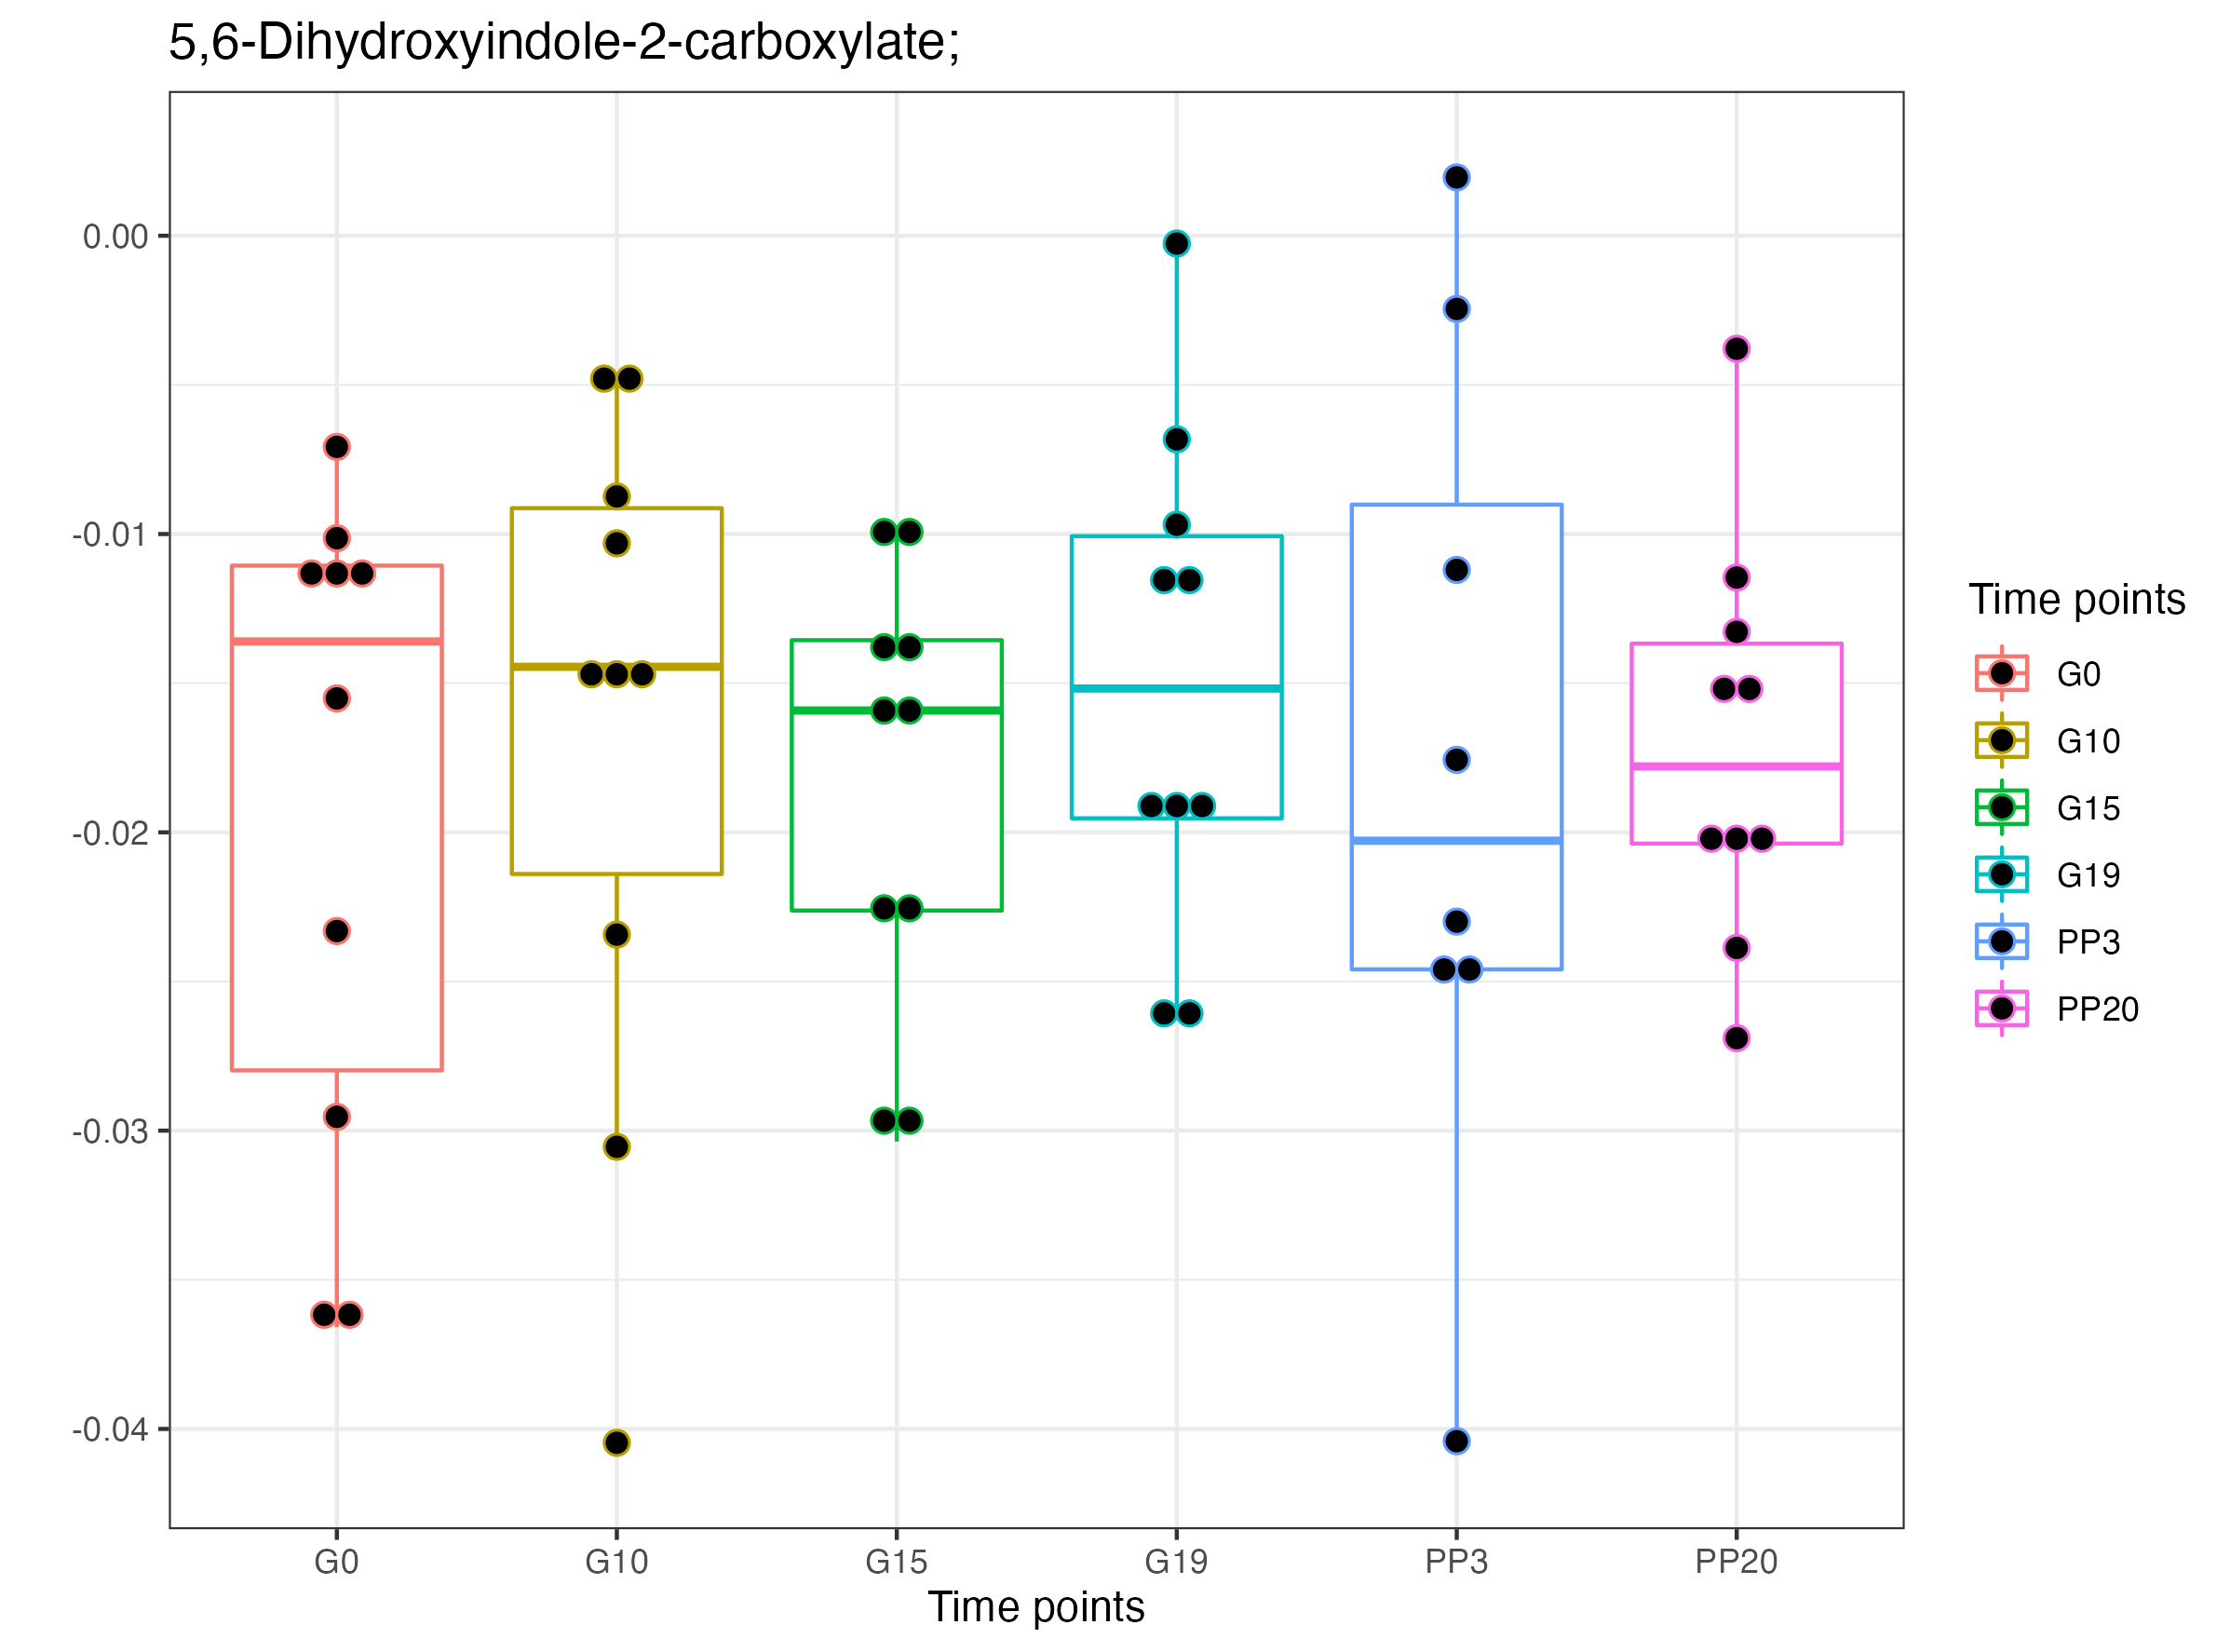 5,6-Dihydroxyindole-2-carboxylate;
0.00
-0.01
-0.02
-0.03
-0.04
G0 G10 G15 G19 PP3 PP20
Time points
Time points
G0
G10
G15
G19
PP3
PP20